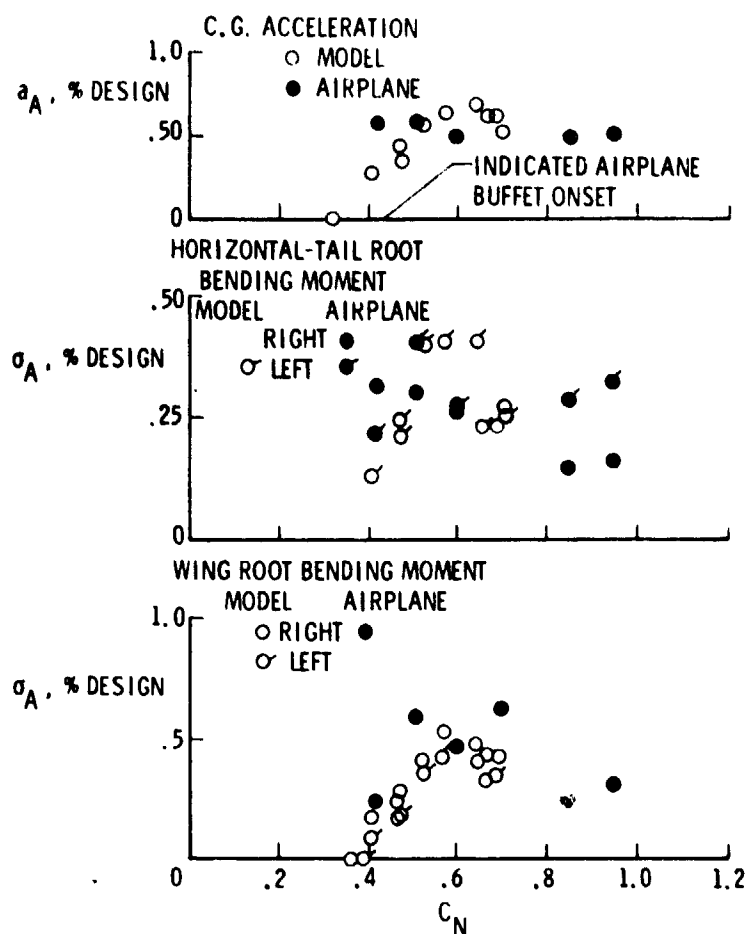 C.G. ACCELERATION
1.0
○ MODEL
● AIRPLANE
a_A, % DESIGN
.50
INDICATED AIRPLANE
BUFFET ONSET
0
HORIZONTAL-TAIL ROOT
BENDING MOMENT
.50
MODEL AIRPLANE
RIGHT
LEFT
σ_A, % DESIGN
.25
0
WING ROOT BENDING MOMENT
MODEL AIRPLANE
1.0
RIGHT
LEFT
σ_A, % DESIGN
.5
0 .2 .4 .6 .8 1.0 1.2
C_N